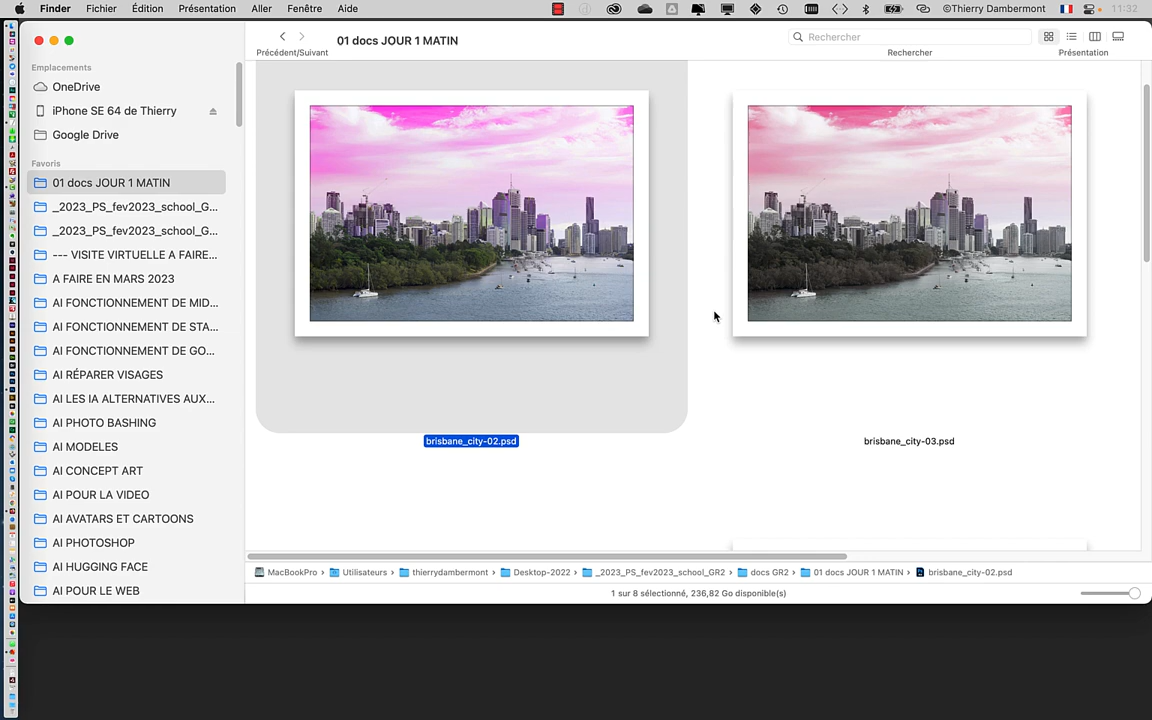 Finder Fichier Édition Présentation Aller Fenêtre Aide ©Thierry Dambermont 11:32
01 docs JOUR 1 MATIN
Rechercher
Précédent/Suivant Rechercher Présentation
Emplacements
OneDrive
iPhone SE 64 de Thierry
Google Drive
Favoris
01 docs JOUR 1 MATIN
_2023_PS_fev2023_school_G...
_2023_PS_fev2023_school_G...
--- VISITE VIRTUELLE A FAIRE...
A FAIRE EN MARS 2023
AI FONCTIONNEMENT DE MID...
AI FONCTIONNEMENT DE STA...
AI FONCTIONNEMENT DE GO...
AI RÉPARER VISAGES
AI LES IA ALTERNATIVES AUX...
AI PHOTO BASHING
AI MODELES
AI CONCEPT ART
AI POUR LA VIDEO
AI AVATARS ET CARTOONS
AI PHOTOSHOP
AI HUGGING FACE
AI POUR LE WEB
brisbane_city-02.psd brisbane_city-03.psd
MacBookPro › Utilisateurs › thierrydambermont › Desktop-2022 › _2023_PS_fev2023_school_GR2 › docs GR2 › 01 docs JOUR 1 MATIN › brisbane_city-02.psd
1 sur 8 sélectionné, 236,82 Go disponible(s)